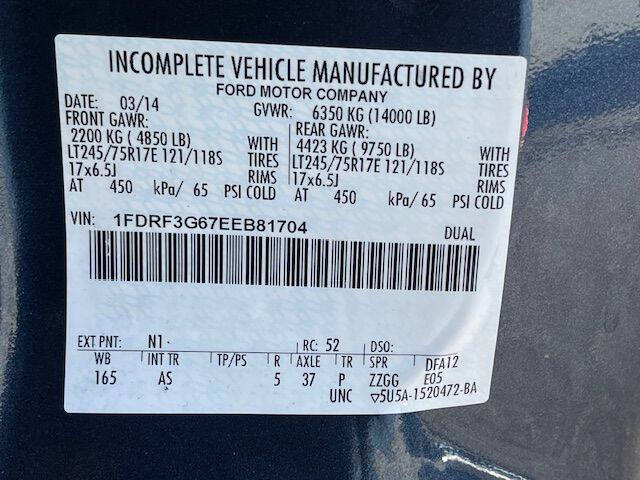 INCOMPLETE VEHICLE MANUFACTURED BY
FORD MOTOR COMPANY
DATE: 03/14 GVWR: 6350 KG (14000 LB)
FRONT GAWR: REAR GAWR:
2200 KG ( 4850 LB) WITH 4423 KG ( 9750 LB) WITH
LT245/75R17E 121/118S TIRES LT245/75R17E 121/118S TIRES
17x6.5J RIMS 17x6.5J RIMS
AT 450 kPa/ 65 PSI COLD AT 450 kPa/ 65 PSI COLD
VIN: 1FDRF3G67EEB81704 DUAL
EXT PNT: N1 RC: 52 DSO:
WB INT TR TP/PS R AXLE TR SPR DFA12
165 AS 5 37 P ZZGG E05
UNC ▽5U5A-1520472-BA